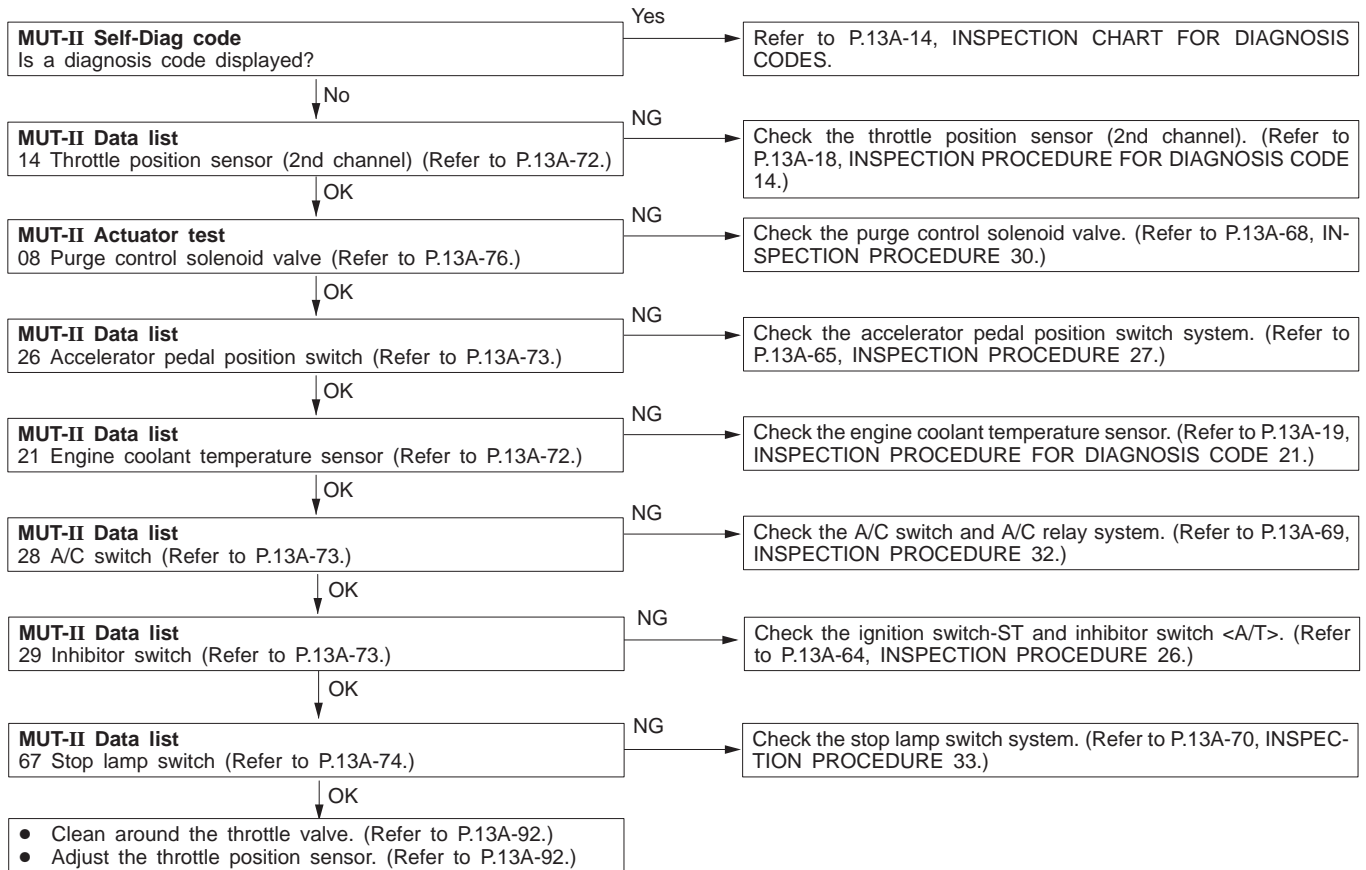 Yes
MUT-II Self-Diag code
Is a diagnosis code displayed?
Refer to P.13A-14, INSPECTION CHART FOR DIAGNOSIS
CODES.
No
MUT-II Data list
14 Throttle position sensor (2nd channel) (Refer to P.13A-72.)
NG
Check the throttle position sensor (2nd channel). (Refer to
P.13A-18, INSPECTION PROCEDURE FOR DIAGNOSIS CODE
14.)
OK
MUT-II Actuator test
08 Purge control solenoid valve (Refer to P.13A-76.)
NG
Check the purge control solenoid valve. (Refer to P.13A-68, IN-
SPECTION PROCEDURE 30.)
OK
MUT-II Data list
26 Accelerator pedal position switch (Refer to P.13A-73.)
NG
Check the accelerator pedal position switch system. (Refer to
P.13A-65, INSPECTION PROCEDURE 27.)
OK
MUT-II Data list
21 Engine coolant temperature sensor (Refer to P.13A-72.)
NG
Check the engine coolant temperature sensor. (Refer to P.13A-19,
INSPECTION PROCEDURE FOR DIAGNOSIS CODE 21.)
OK
MUT-II Data list
28 A/C switch (Refer to P.13A-73.)
NG
Check the A/C switch and A/C relay system. (Refer to P.13A-69,
INSPECTION PROCEDURE 32.)
OK
MUT-II Data list
29 Inhibitor switch (Refer to P.13A-73.)
NG
Check the ignition switch-ST and inhibitor switch <A/T>. (Refer
to P.13A-64, INSPECTION PROCEDURE 26.)
OK
MUT-II Data list
67 Stop lamp switch (Refer to P.13A-74.)
NG
Check the stop lamp switch system. (Refer to P.13A-70, INSPEC-
TION PROCEDURE 33.)
OK
● Clean around the throttle valve. (Refer to P.13A-92.)
● Adjust the throttle position sensor. (Refer to P.13A-92.)